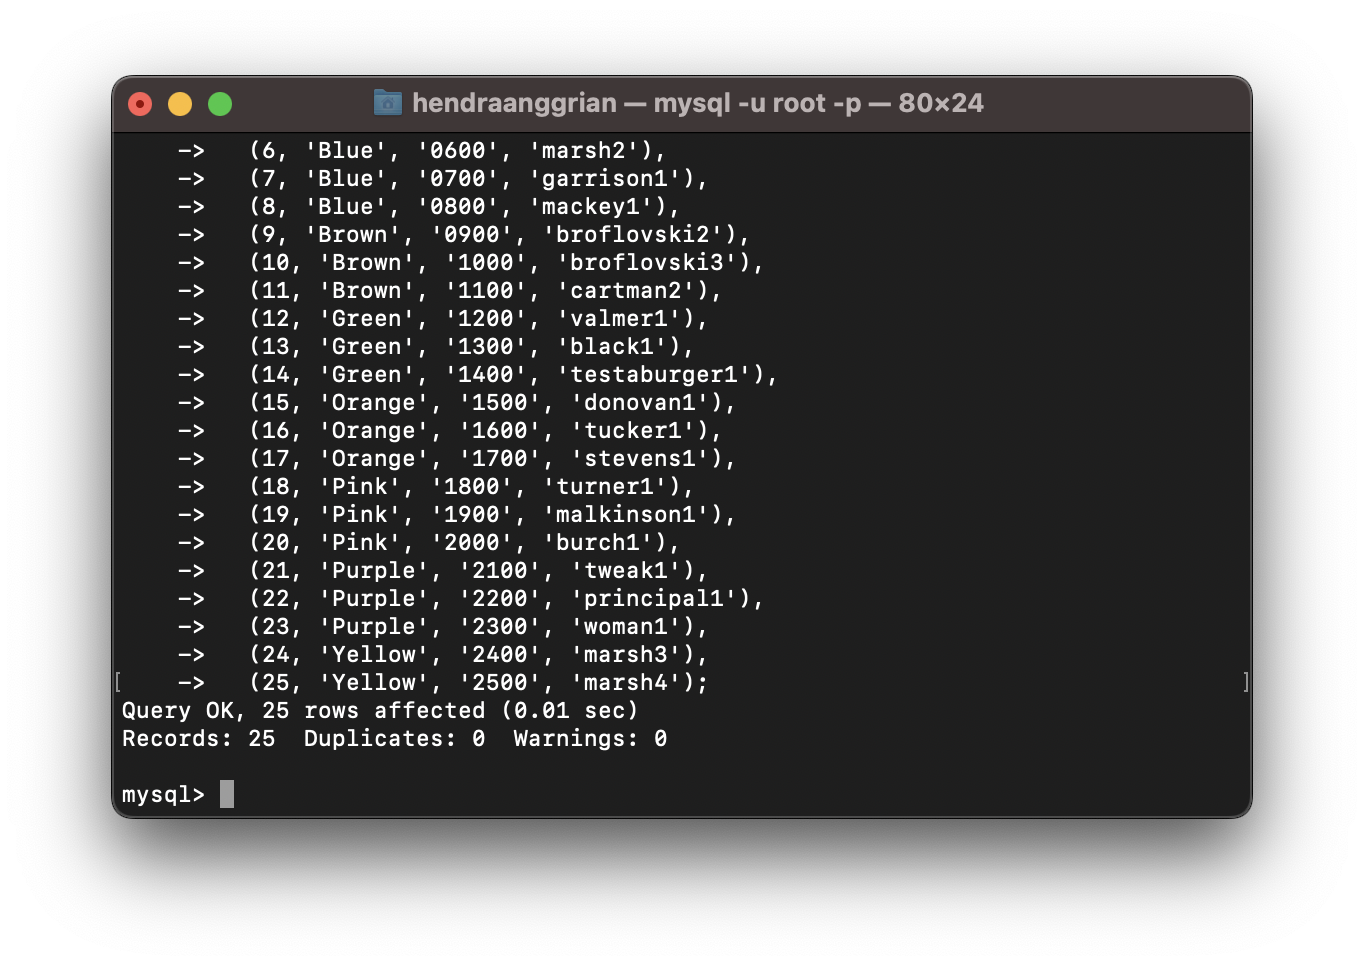 hendraanggrian — mysql -u root -p — 80×24
->   (6, 'Blue', '0600', 'marsh2'),
->   (7, 'Blue', '0700', 'garrison1'),
->   (8, 'Blue', '0800', 'mackey1'),
->   (9, 'Brown', '0900', 'broflovski2'),
->   (10, 'Brown', '1000', 'broflovski3'),
->   (11, 'Brown', '1100', 'cartman2'),
->   (12, 'Green', '1200', 'valmer1'),
->   (13, 'Green', '1300', 'black1'),
->   (14, 'Green', '1400', 'testaburger1'),
->   (15, 'Orange', '1500', 'donovan1'),
->   (16, 'Orange', '1600', 'tucker1'),
->   (17, 'Orange', '1700', 'stevens1'),
->   (18, 'Pink', '1800', 'turner1'),
->   (19, 'Pink', '1900', 'malkinson1'),
->   (20, 'Pink', '2000', 'burch1'),
->   (21, 'Purple', '2100', 'tweak1'),
->   (22, 'Purple', '2200', 'principal1'),
->   (23, 'Purple', '2300', 'woman1'),
->   (24, 'Yellow', '2400', 'marsh3'),
[    ->   (25, 'Yellow', '2500', 'marsh4'); ]
Query OK, 25 rows affected (0.01 sec)
Records: 25  Duplicates: 0  Warnings: 0
mysql>